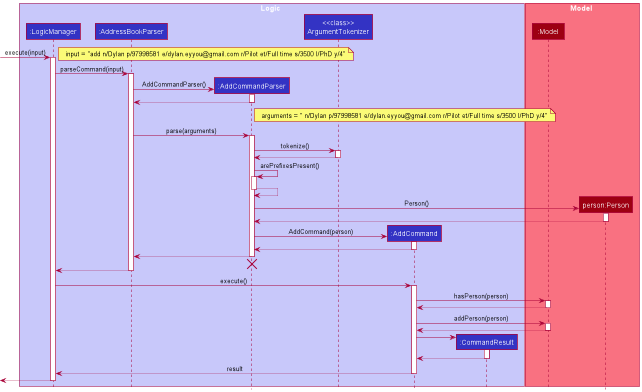 Logic
Model
:LogicManager
:AddressBookParser
<<class>>
ArgumentTokenizer
:Model
execute(input)
input = "add n/Dylan p/97998581 e/dylan.eyyou@gmail.com r/Pilot et/Full time s/3500 l/PhD y/4"
parseCommand(input)
AddCommandParser()
:AddCommandParser
arguments = " n/Dylan p/97998581 e/dylan.eyyou@gmail.com r/Pilot et/Full time s/3500 l/PhD y/4"
parse(arguments)
tokenize()
arePrefixesPresent()
Person()
person:Person
AddCommand(person)
:AddCommand
execute()
hasPerson(person)
addPerson(person)
:CommandResult
result